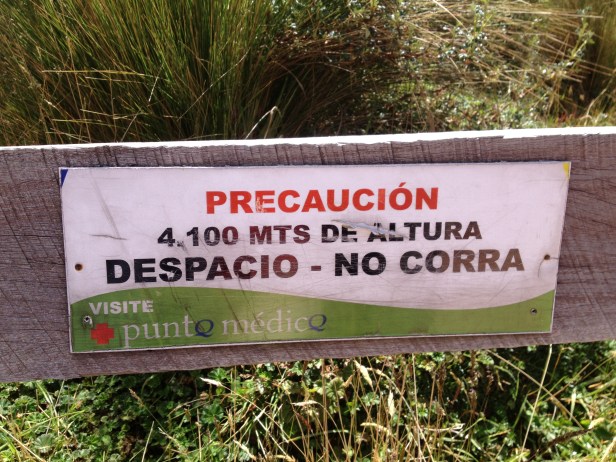 PRECAUCIÓN
4.100 MTS DE ALTURA
DESPACIO - NO CORRA
VISITE
punto médico